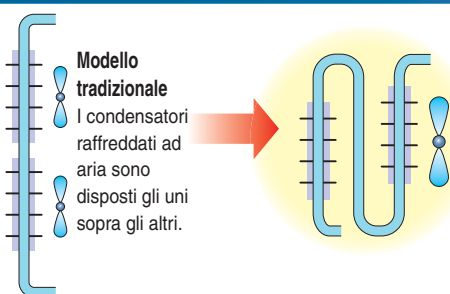 Modello
tradizionale
I condensatori
raffreddati ad
aria sono
disposti gli uni
sopra gli altri.